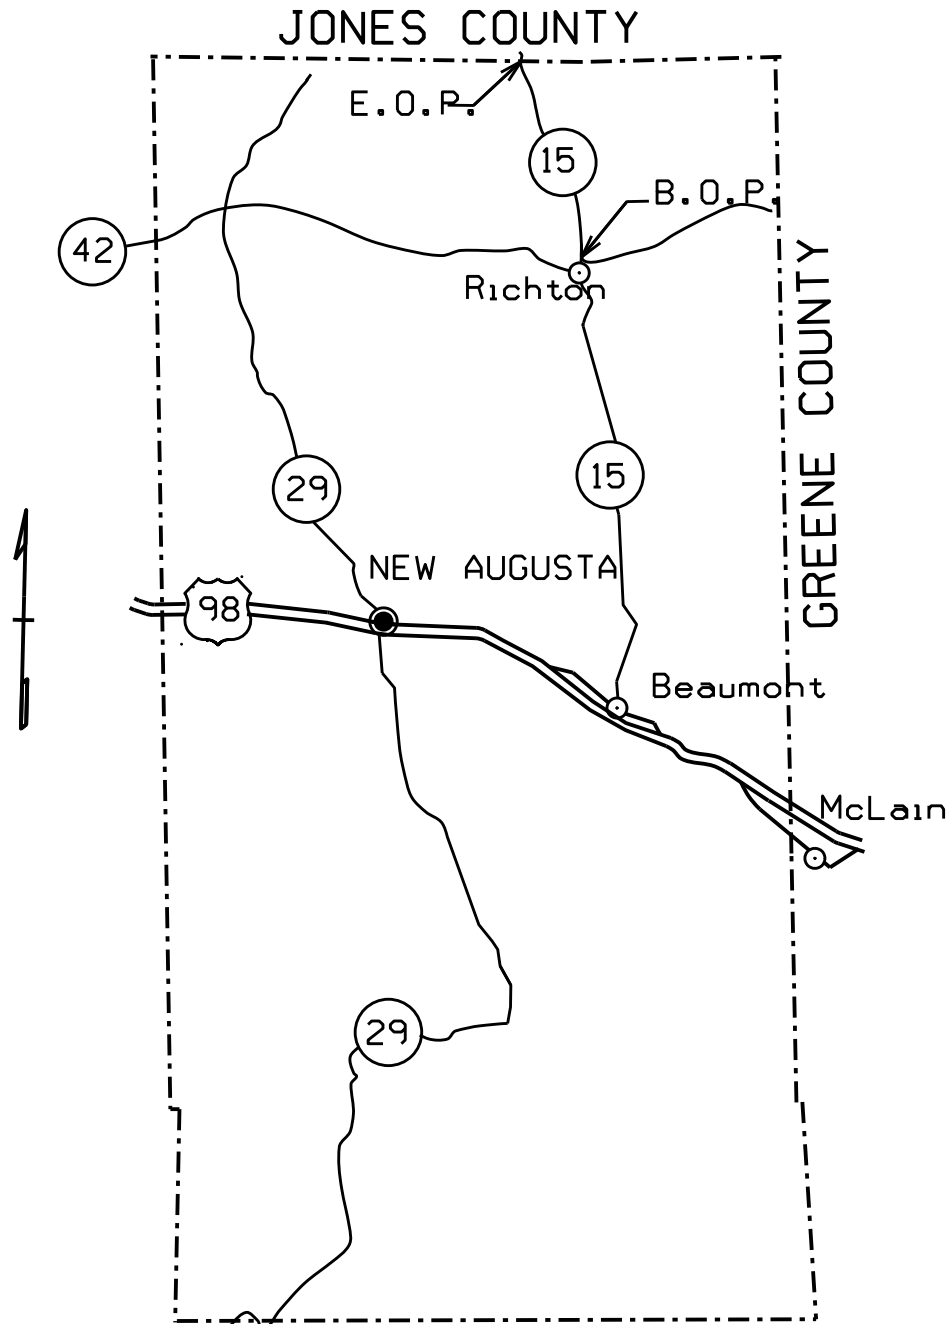 JONES COUNTY
E.O.P.
15
B.O.P.
42
Richton
GREENE COUNTY
29
15
NEW AUGUSTA
98
Beaumont
McLain
29